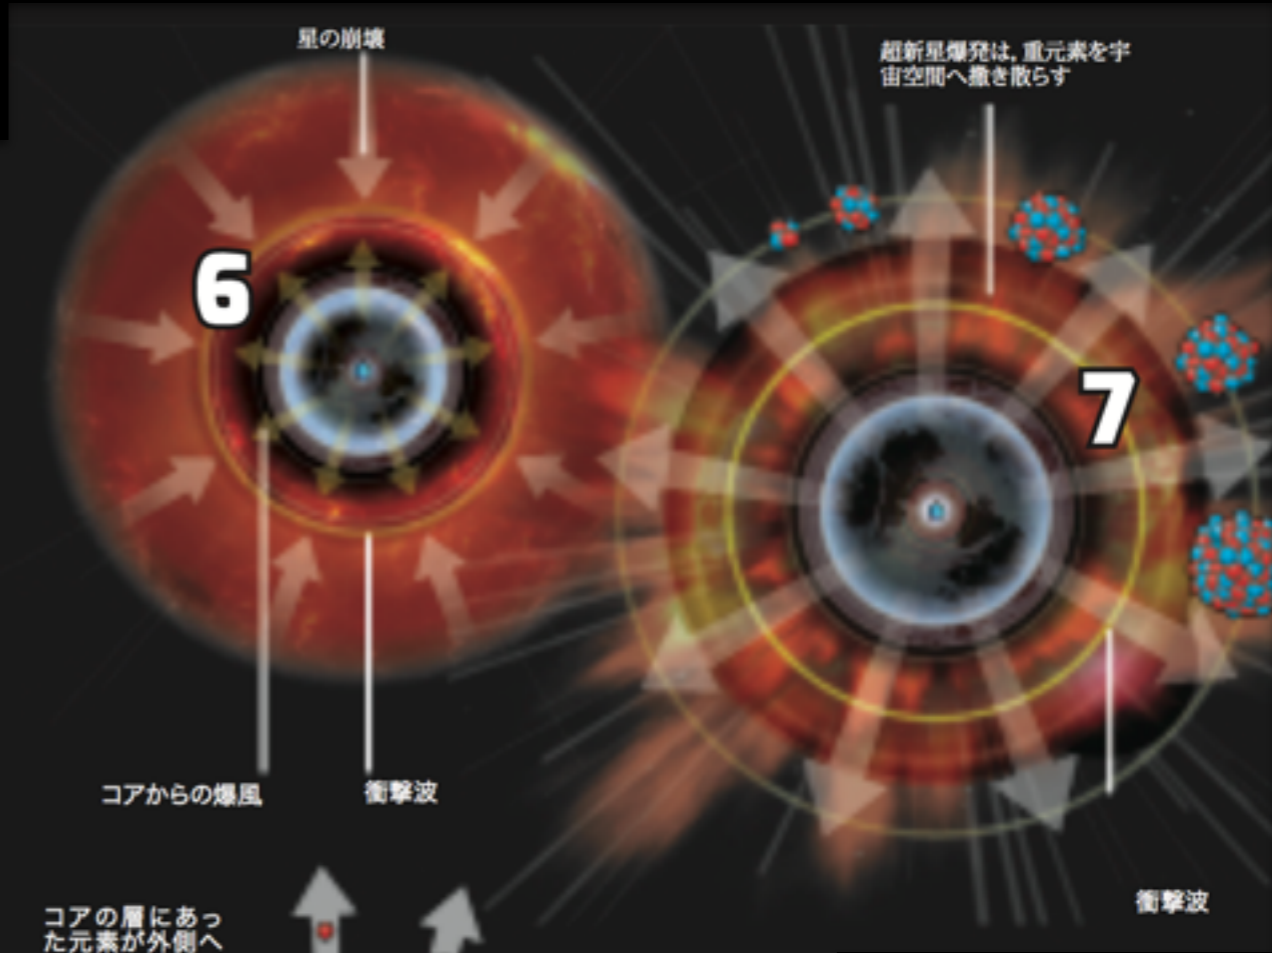 星の崩壊
超新星爆発は，重元素を宇
宙空間へ撒き散らす
6
7
コアからの爆風
衝撃波
衝撃波
コアの層にあっ
た元素が外側へ